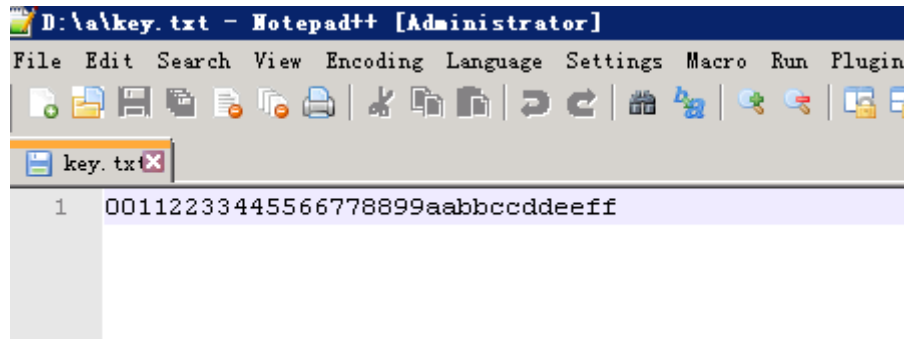 D:\a\key.txt - Notepad++ [Administrator]
File Edit Search View Encoding Language Settings Macro Run Plugin
key.txt
1 00112233445566778899aabbccddeeff